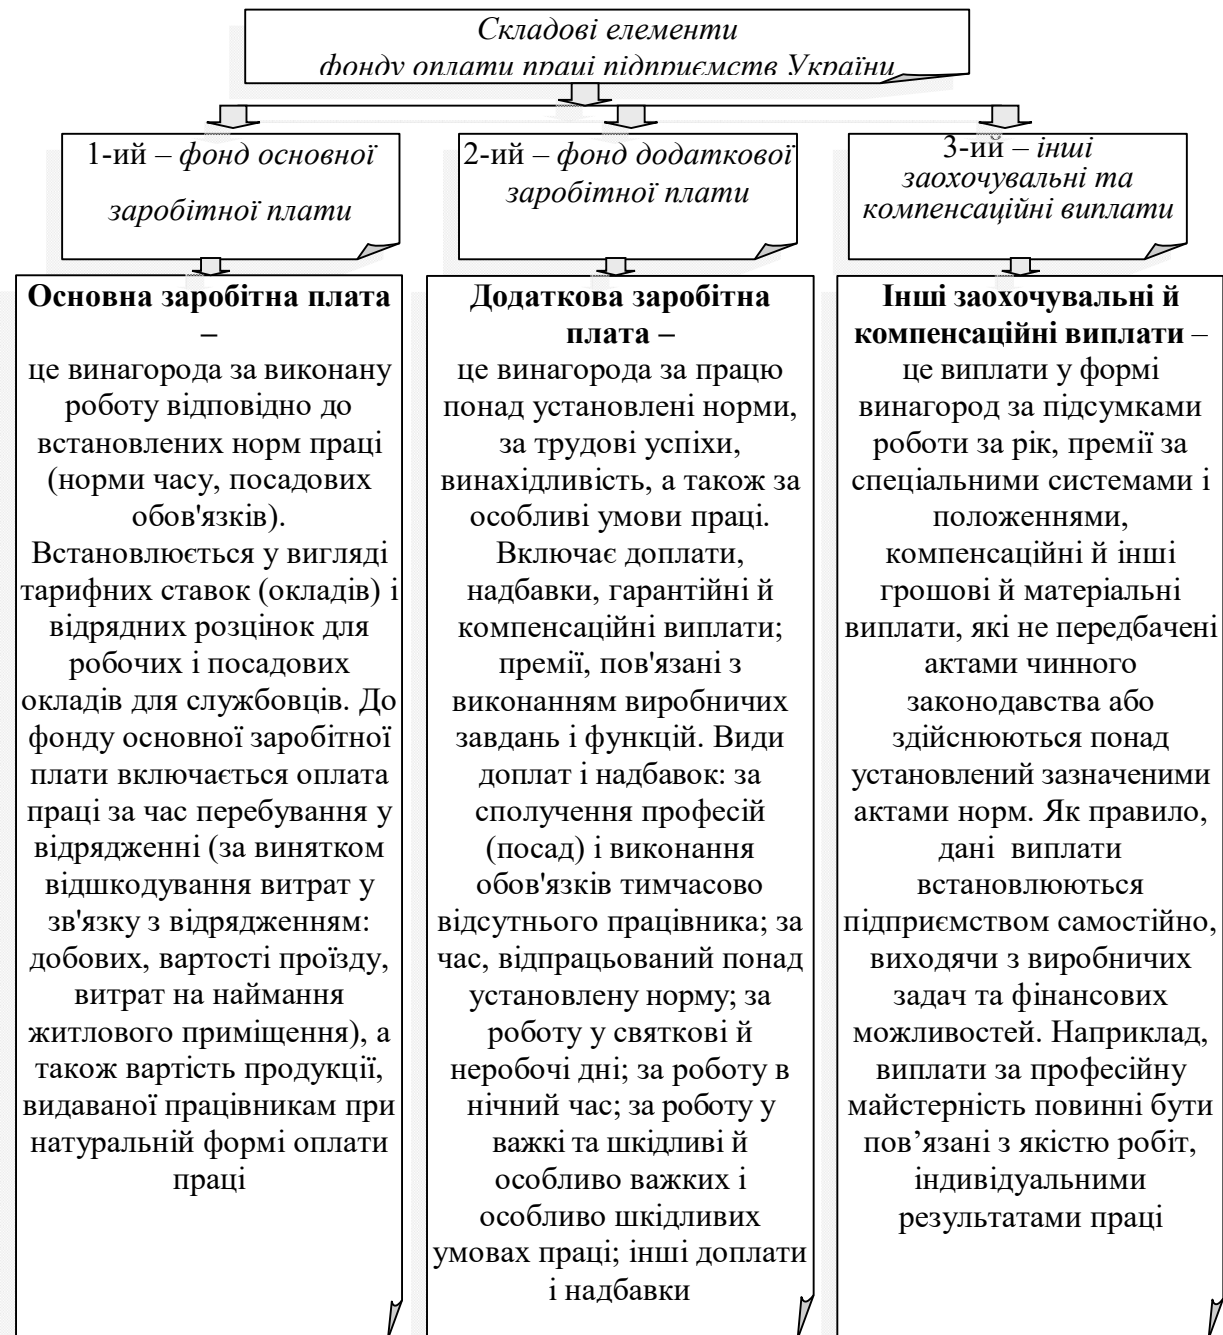 Складові елементи
фонду оплати праці підприємств України
1-ий – фонд основної
заробітної плати
2-ий – фонд додаткової
заробітної плати
3-ий – інші
заохочувальні та
компенсаційні виплати
Основна заробітна плата
–
це винагорода за виконану
роботу відповідно до
встановлених норм праці
(норми часу, посадових
обов'язків).
Встановлюється у вигляді
тарифних ставок (окладів) і
відрядних розцінок для
робочих і посадових
окладів для службовців. До
фонду основної заробітної
плати включається оплата
праці за час перебування у
відрядженні (за винятком
відшкодування витрат у
зв'язку з відрядженням:
добових, вартості проїзду,
витрат на наймання
житлового приміщення), а
також вартість продукції,
видаваної працівникам при
натуральній формі оплати
праці
Додаткова заробітна
плата –
це винагорода за працю
понад установлені норми,
за трудові успіхи,
винахідливість, а також за
особливі умови праці.
Включає доплати,
надбавки, гарантійні й
компенсаційні виплати;
премії, пов'язані з
виконанням виробничих
завдань і функцій. Види
доплат і надбавок: за
сполучення професій
(посад) і виконання
обов'язків тимчасово
відсутнього працівника; за
час, відпрацьований понад
установлену норму; за
роботу у святкові й
неробочі дні; за роботу в
нічний час; за роботу у
важкі та шкідливі й
особливо важких і
особливо шкідливих
умовах праці; інші доплати
і надбавки
Інші заохочувальні й
компенсаційні виплати –
це виплати у формі
винагород за підсумками
роботи за рік, премії за
спеціальними системами і
положеннями,
компенсаційні й інші
грошові й матеріальні
виплати, які не передбачені
актами чинного
законодавства або
здійснюються понад
установлений зазначеними
актами норм. Як правило,
дані виплати
встановлюються
підприємством самостійно,
виходячи з виробничих
задач та фінансових
можливостей. Наприклад,
виплати за професійну
майстерність повинні бути
пов’язані з якістю робіт,
індивідуальними
результатами праці